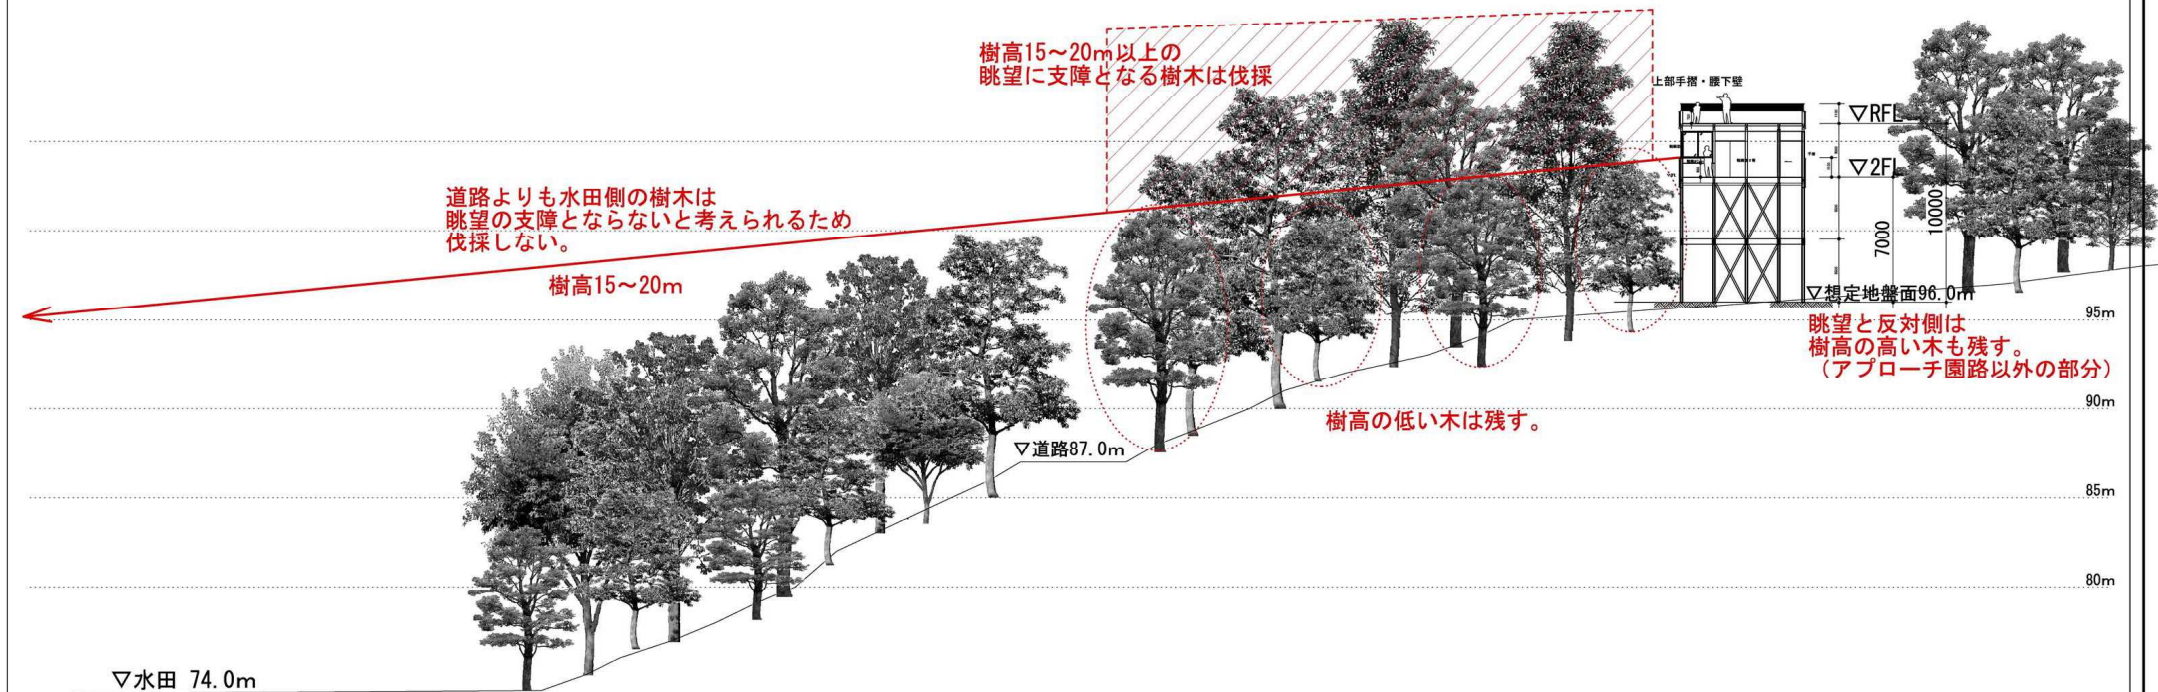 樹高15～20m以上の
眺望に支障となる樹木は伐採
上部手摺・腰下壁
▽RFL
▽2FL
道路よりも水田側の樹木は
眺望の支障とならないと考えられるため
伐採しない。
樹高15～20m
7000
10000
▽想定地盤面96.0m
95m
眺望と反対側は
樹高の高い木も残す。
（アプローチ園路以外の部分）
90m
樹高の低い木は残す。
▽道路87.0m
85m
80m
▽水田 74.0m